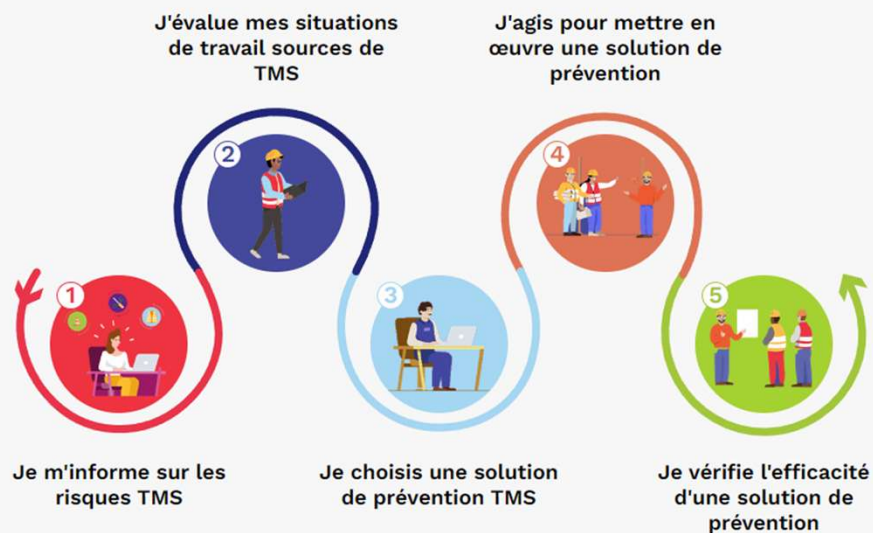 J'évalue mes situations
de travail sources de
TMS
J'agis pour mettre en
œuvre une solution de
prévention
2
4
1
3
5
Je m'informe sur les
risques TMS
Je choisis une solution
de prévention TMS
Je vérifie l'efficacité
d'une solution de
prévention